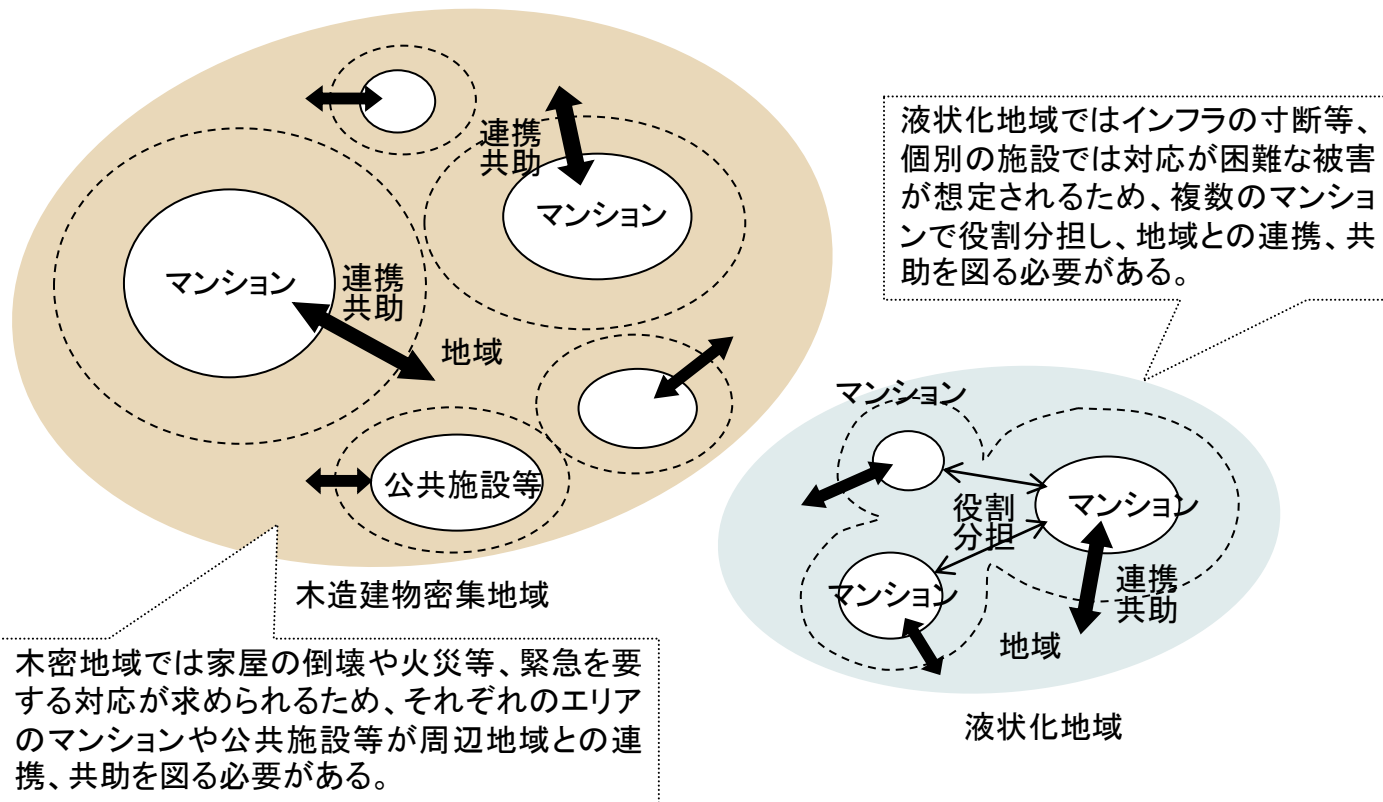 連携
共助
マンション
マンション
連携
共助
地域
公共施設等
木造建物密集地域
木密地域では家屋の倒壊や火災等、緊急を要
する対応が求められるため、それぞれのエリア
のマンションや公共施設等が周辺地域との連
携、共助を図る必要がある。
液状化地域ではインフラの寸断等、
個別の施設では対応が困難な被害
が想定されるため、複数のマンショ
ンで役割分担し、地域との連携、共
助を図る必要がある。
マンション
マンション
役割
分担
マンション
連携
共助
地域
液状化地域